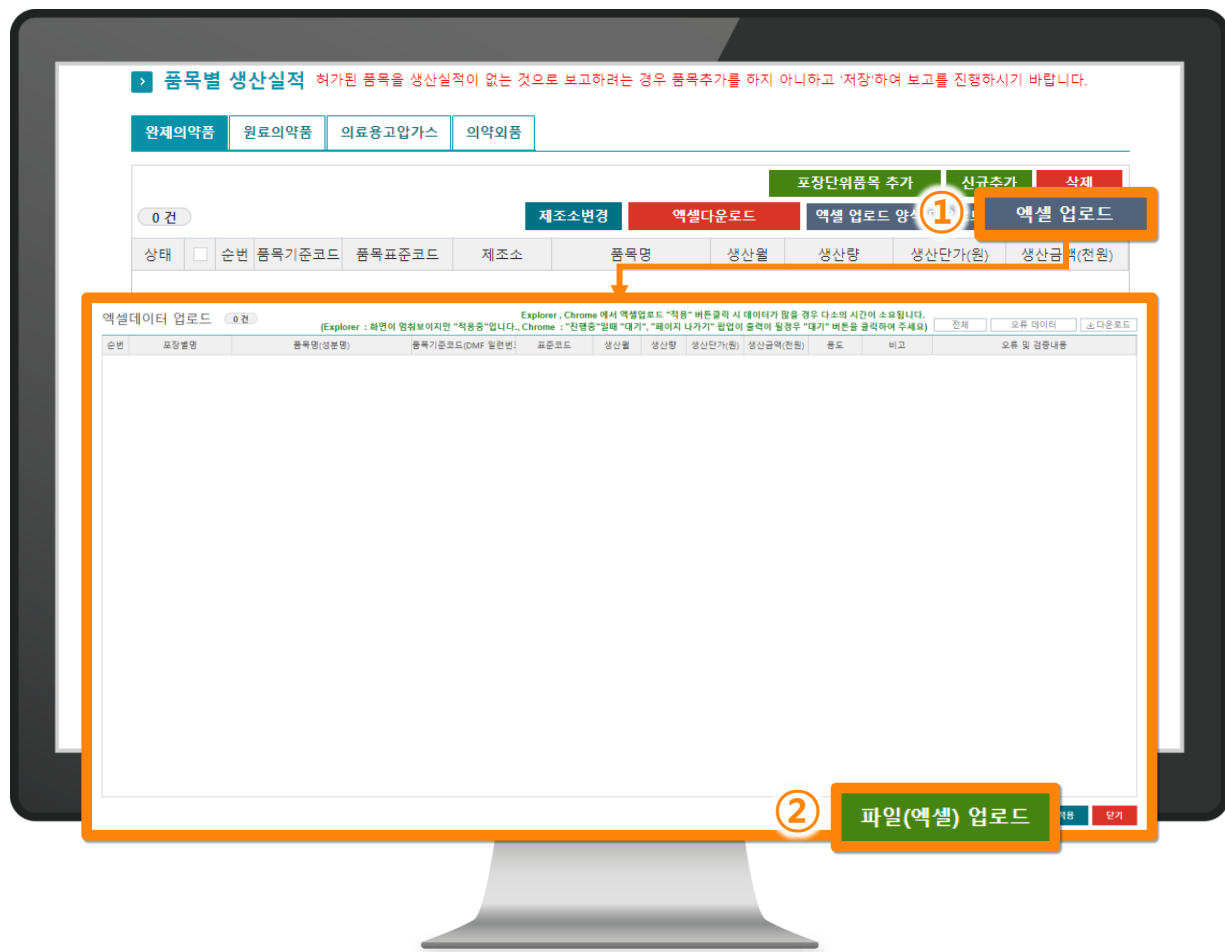 품목별 생산실적 허가된 품목을 생산실적이 없는 것으로 보고하려는 경우 품목추가를 하지 아니하고 '저장'하여 보고를 진행하시기 바랍니다.
완제의약품 원료의약품 의료용고압가스 의약외품
포장단위품목 추가 신규추가 삭제
0 건 제조소변경 엑셀다운로드 엑셀 업로드 ① 엑셀 업로드
상태 순번 품목기준코드 품목표준코드 제조소 품목명 생산월 생산량 생산단가(원) 생산금액(천원)
엑셀데이터 업로드 0 건
Explorer , Chrome 에서 엑셀업로드 "적용" 버튼클릭 시 데이터가 많을 경우 다소의 시간이 소요됩니다.
(Explorer : 화면이 멈춰보이지만 "적용중"입니다., Chrome : "진행중"일때 "대기", "페이지 나가기" 팝업이 출력이 될경우 "대기" 버튼을 클릭하여 주세요) 전체 오류 데이터 다운로드
순번 포장별명 품목명(성분명) 품목기준코드(DMF 일련번호 표준코드 생산월 생산량 생산단가(원) 생산금액(천원) 용도 비고 오류 및 검증내용
② 파일(엑셀) 업로드 닫기